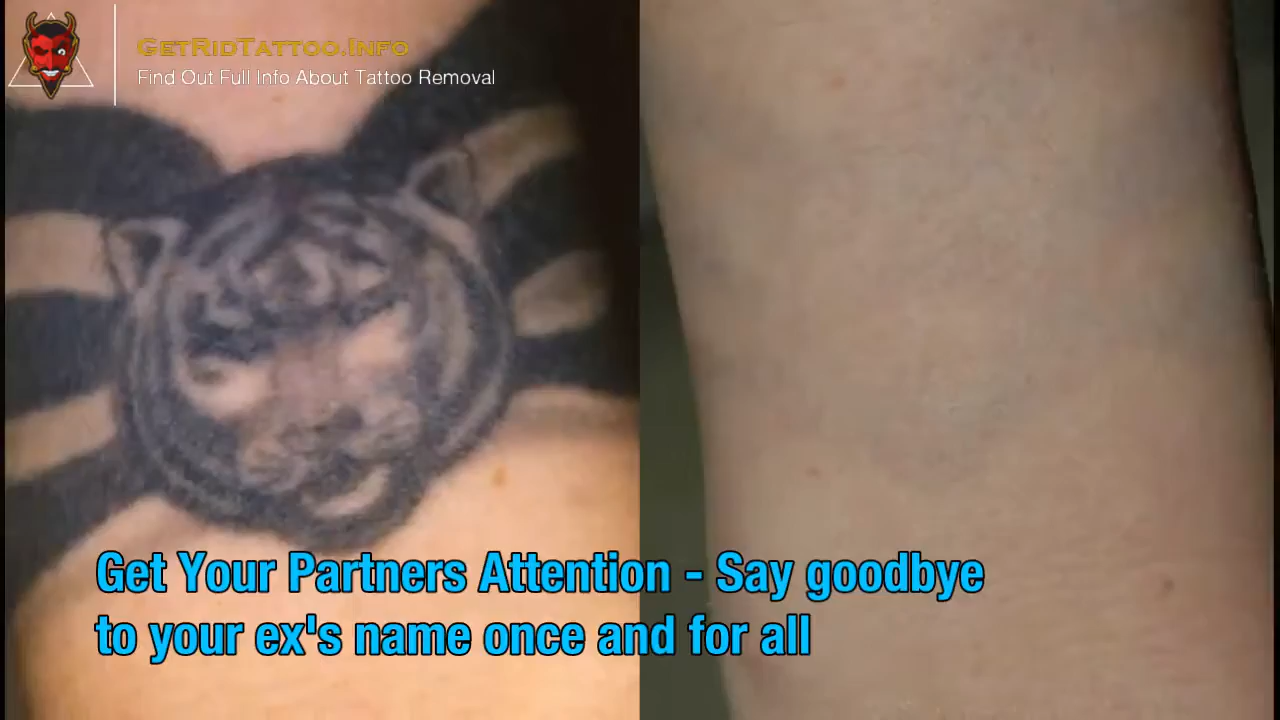 GetRidTattoo.Info
Find Out Full Info About Tattoo Removal
Get Your Partners Attention - Say goodbye
to your ex's name once and for all